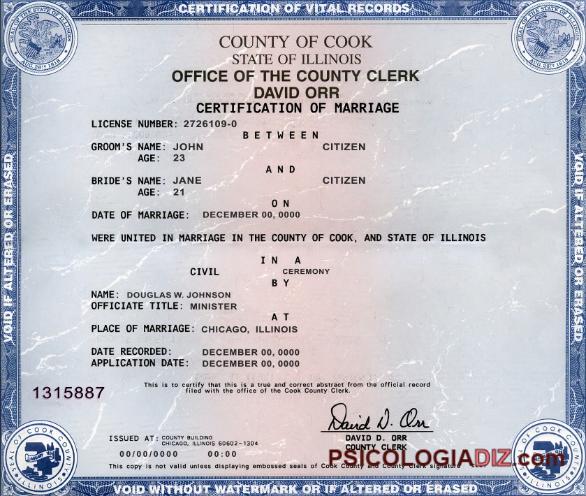 CERTIFICATION OF VITAL RECORDS
COUNTY OF COOK
STATE OF ILLINOIS
OFFICE OF THE COUNTY CLERK
DAVID ORR
CERTIFICATION OF MARRIAGE
LICENSE NUMBER: 2726109-0
BETWEEN
GROOM'S NAME: JOHN CITIZEN
AGE: 23
AND
BRIDE'S NAME: JANE CITIZEN
AGE: 21
ON
DATE OF MARRIAGE: DECEMBER 00, 0000
WERE UNITED IN MARRIAGE IN THE COUNTY OF COOK, AND STATE OF ILLINOIS
IN A
CIVIL CEREMONY
BY
NAME: DOUGLAS W. JOHNSON
OFFICIATE TITLE: MINISTER
AT
PLACE OF MARRIAGE: CHICAGO, ILLINOIS
DATE RECORDED: DECEMBER 00, 0000
APPLICATION DATE: DECEMBER 00, 0000
1315887
This is to certify that this is a true and correct abstract from the official record
filed with the office of the Cook County Clerk.
David D. Orr
ISSUED AT: COUNTY BUILDING
CHICAGO, ILLINOIS 60602-1304
00/00/0000 00:00
DAVID D. ORR
COUNTY CLERK
PSICOLOGIADIZ.com
This copy is not valid unless displaying embossed seals of Cook County and County Clerk signature
VOID WITHOUT WATERMARK OR IF ALTERED OR ERASED
VOID IF ALTERED OR ERASED
VOID IF ALTERED OR ERASED